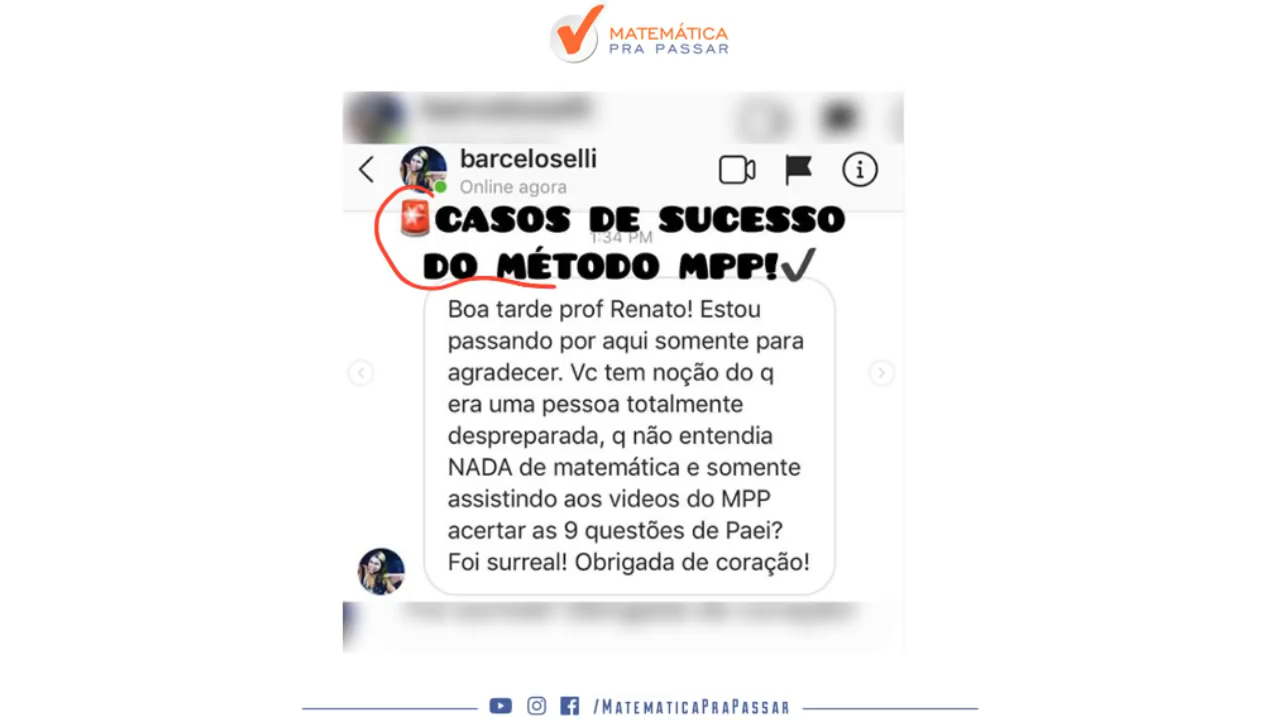 MATEMÁTICA
PRA PASSAR
barceloselli
Online agora
CASOS DE SUCESSO
1:34 PM
DO MÉTODO MPP!
Boa tarde prof Renato! Estou
passando por aqui somente para
agradecer. Vc tem noção do q
era uma pessoa totalmente
despreparada, q não entendia
NADA de matemática e somente
assistindo aos videos do MPP
acertar as 9 questões de Paei?
Foi surreal! Obrigada de coração!
/MATEMATICAPRAPASSAR